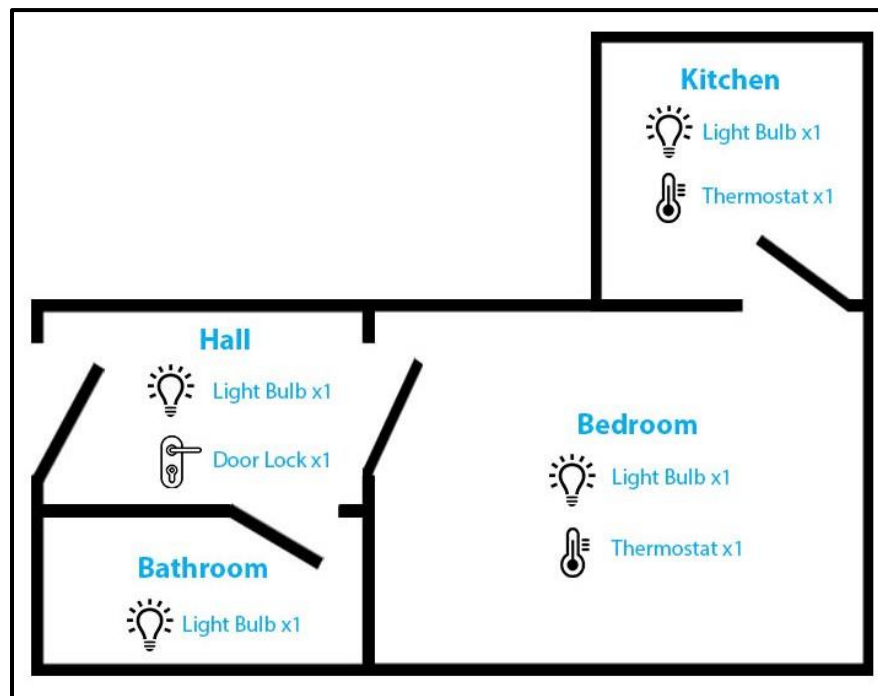 Kitchen
Light Bulb x1
Thermostat x1
Hall
Light Bulb x1
Door Lock x1
Bedroom
Light Bulb x1
Thermostat x1
Bathroom
Light Bulb x1